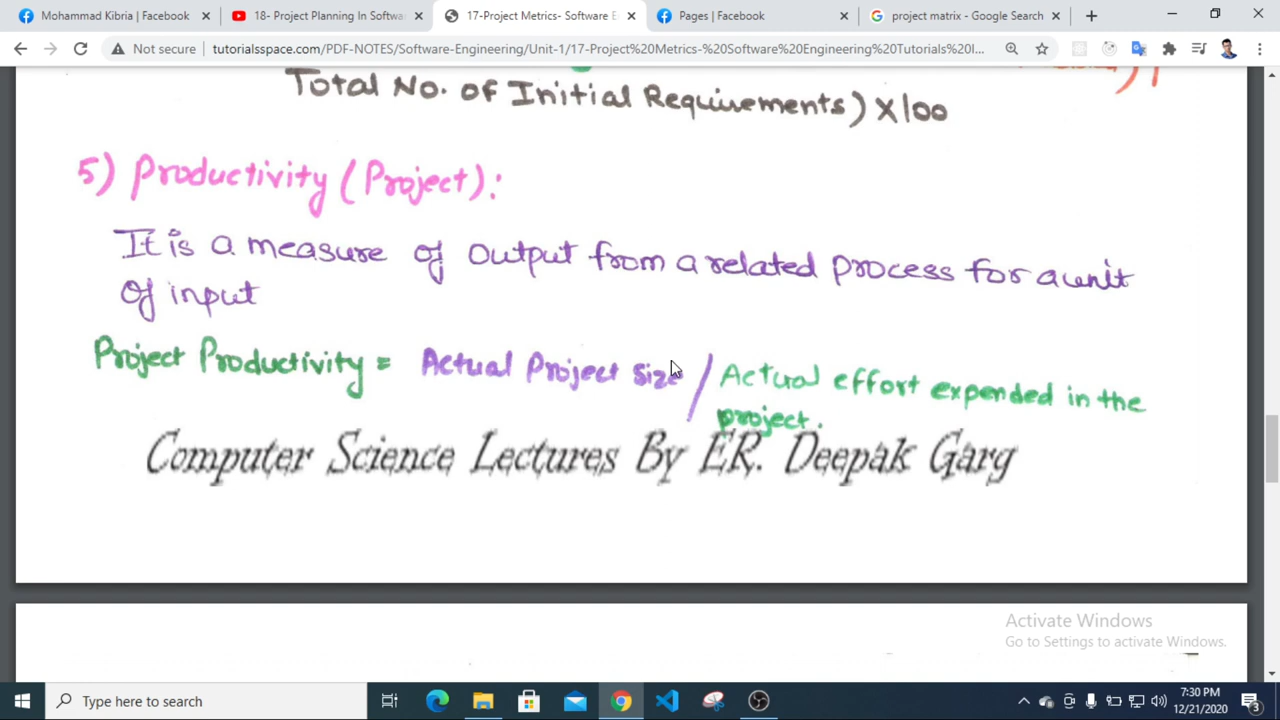 Mohammad Kibria | Facebook
18- Project Planning In Softwa
17-Project Metrics- Software E
Pages | Facebook
project matrix - Google Search
Not secure | tutorialsspace.com/PDF-NOTES/Software-Engineering/Unit-1/17-Project%20Metrics-%20Software%20Engineering%20Tutorials%20I...
Total No. of Initial Requirements) X100
5) Productivity (Project):
It is a measure of output from a related process for a unit
of input
Project Productivity = Actual Project size / Actual effort expended in the
project.
Computer Science Lectures By ER. Deepak Garg
Activate Windows
Go to Settings to activate Windows.
Type here to search
7:30 PM
12/21/2020
3